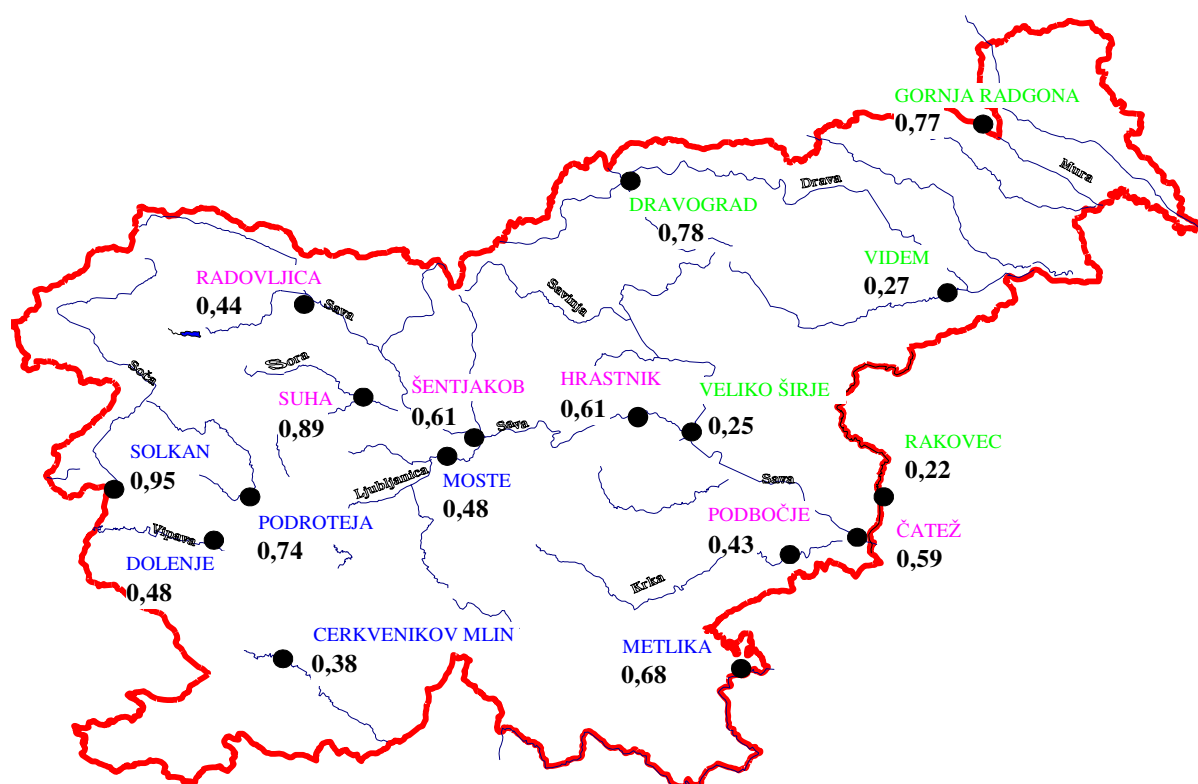 GORNJA RADGONA
0,77
Mura
Drava
DRAVOGRAD
0,78
VIDEM
0,27
RADOVLJICA
0,44
Sava
Savinja
Soča
Sora
SUHA
0,89
ŠENTJAKOB
0,61
Sava
HRASTNIK
0,61
VELIKO ŠIRJE
0,25
RAKOVEC
0,22
SOLKAN
0,95
Ljubljanica
MOSTE
0,48
Sava
PODROTEJA
0,74
Vipava
DOLENJE
0,48
PODBOČJE
0,43
ČATEŽ
0,59
Krka
CERKVENIKOV MLIN
0,38
METLIKA
0,68